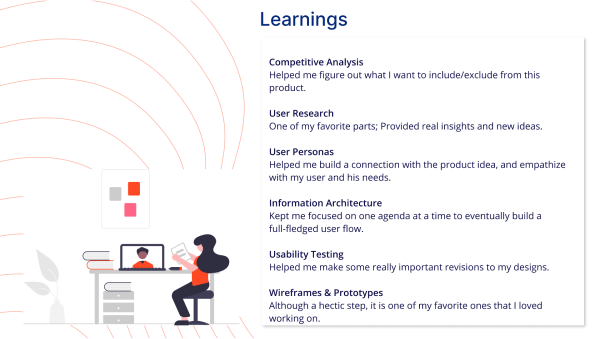 Learnings
Competitive Analysis
Helped me figure out what I want to include/exclude from this
product.
User Research
One of my favorite parts; Provided real insights and new ideas.
User Personas
Helped me build a connection with the product idea, and empathize
with my user and his needs.
Information Architecture
Kept me focused on one agenda at a time to eventually build a
full-fledged user flow.
Usability Testing
Helped me make some really important revisions to my designs.
Wireframes & Prototypes
Although a hectic step, it is one of my favorite ones that I loved
working on.